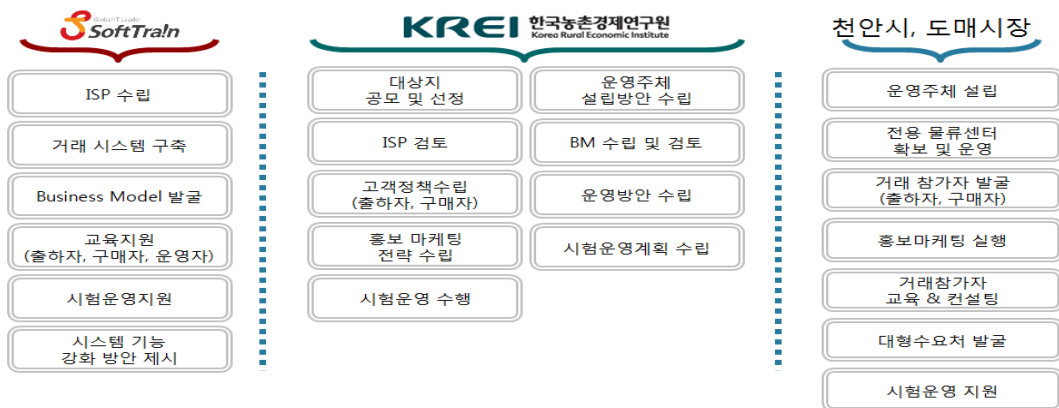 Global IT Leader
SoftTra!n
ISP 수립
거래 시스템 구축
Business Model 발굴
교육지원
(출하자, 구매자, 운영자)
시험운영지원
시스템 기능
강화 방안 제시
KREI 한국농촌경제연구원
Korea Rural Economic Institute
대상지
공모 및 선정
운영주체
설립방안 수립
ISP 검토
BM 수립 및 검토
고객정책수립
(출하자, 구매자)
운영방안 수립
홍보 마케팅
전략 수립
시험운영계획 수립
시험운영 수행
천안시, 도매시장
운영주체 설립
전용 물류센터
확보 및 운영
거래 참가자 발굴
(출하자, 구매자)
홍보마케팅 실행
거래참가자
교육 & 컨설팅
대형수요처 발굴
시험운영 지원